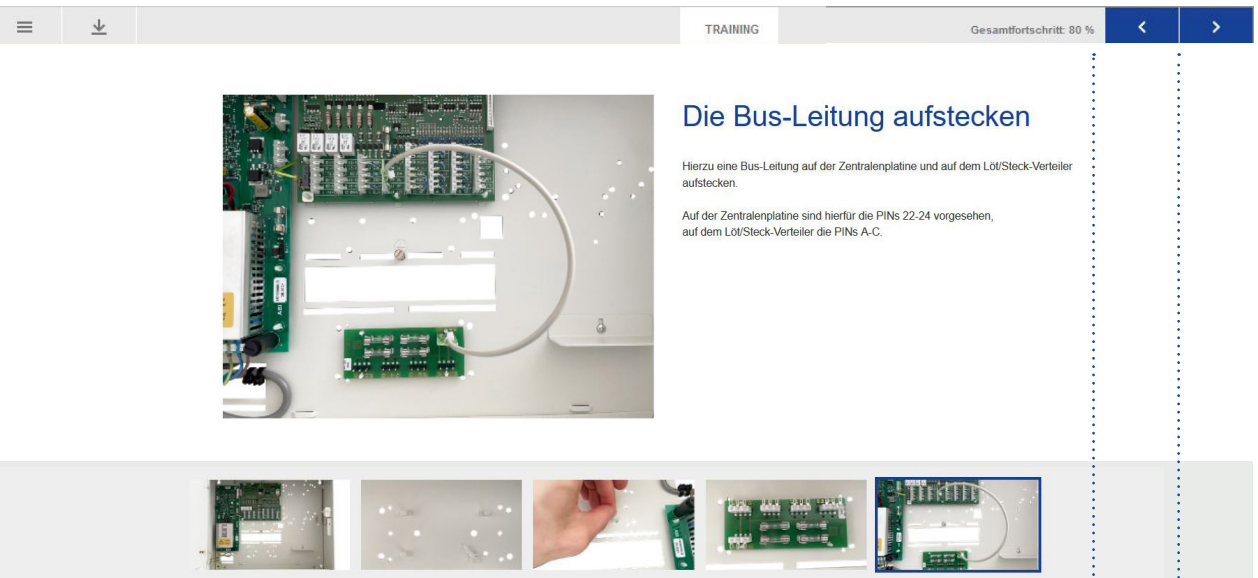 TRAINING
Gesamtfortschritt: 80 %
Die Bus-Leitung aufstecken
Hierzu eine Bus-Leitung auf der Zentralenplatine und auf dem Löt/Steck-Verteiler
aufstecken.
Auf der Zentralenplatine sind hierfür die PINs 22-24 vorgesehen,
auf dem Löt/Steck-Verteiler die PINs A-C.